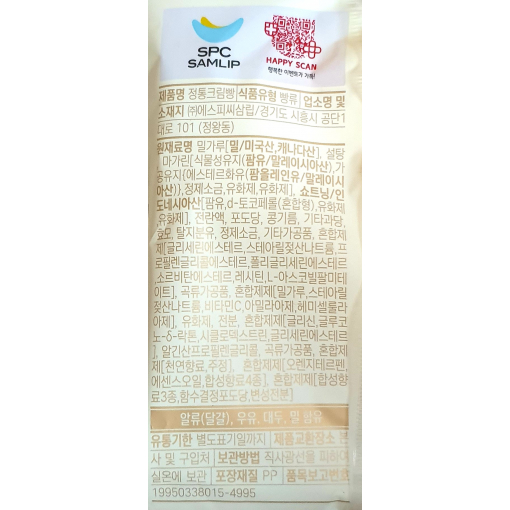 SPC
SAMLIP
HAPPY SCAN
행복한 이벤트가 가득!
제품명 정통크림빵 식품유형 빵류 업소명 및
소재지 ㈜에스피씨삼립/경기도 시흥시 공단1
대로 101 (정왕동)
원재료명 밀가루[밀/미국산,캐나다산], 설탕
, 마가린[식물성유지(팜유/말레이시아산),가
공유지{에스테르화유(팜올레인유/말레이시
아산)},정제소금,유화제,유화제], 쇼트닝/인
도네시아산[팜유,d-토코페롤(혼합형),유화제
,유화제], 전란액, 포도당, 콩기름, 기타과당,
효모, 탈지분유, 정제소금, 기타가공품, 혼합제
제[글리세린에스테르,스테아릴젖산나트륨,프
로필렌글리콜에스테르,폴리글리세린에스테르
,소르비탄에스테르,레시틴,L-아스코빌팔미테
이트], 곡류가공품, 혼합제제[밀가루,스테아릴
젖산나트륨,비타민C,아밀라아제,헤미셀룰라
아제], 유화제, 전분, 혼합제제[글리신,글루코
노-δ-락톤,시클로덱스트린,글리세린에스테르
], 알긴산프로필렌글리콜, 곡류가공품, 혼합제
제[천연향료,주정], 혼합제제[오렌지테르펜,
에센스오일,합성향료4종], 혼합제제[합성향
료3종,함수결정포도당,변성전분]
알류(달걀), 우유, 대두, 밀 함유
유통기한 별도표기일까지 제품교환장소 본
사 및 구입처 보관방법 직사광선을 피하여
실온에 보관 포장재질 PP 품목보고번호
19950338015-4995